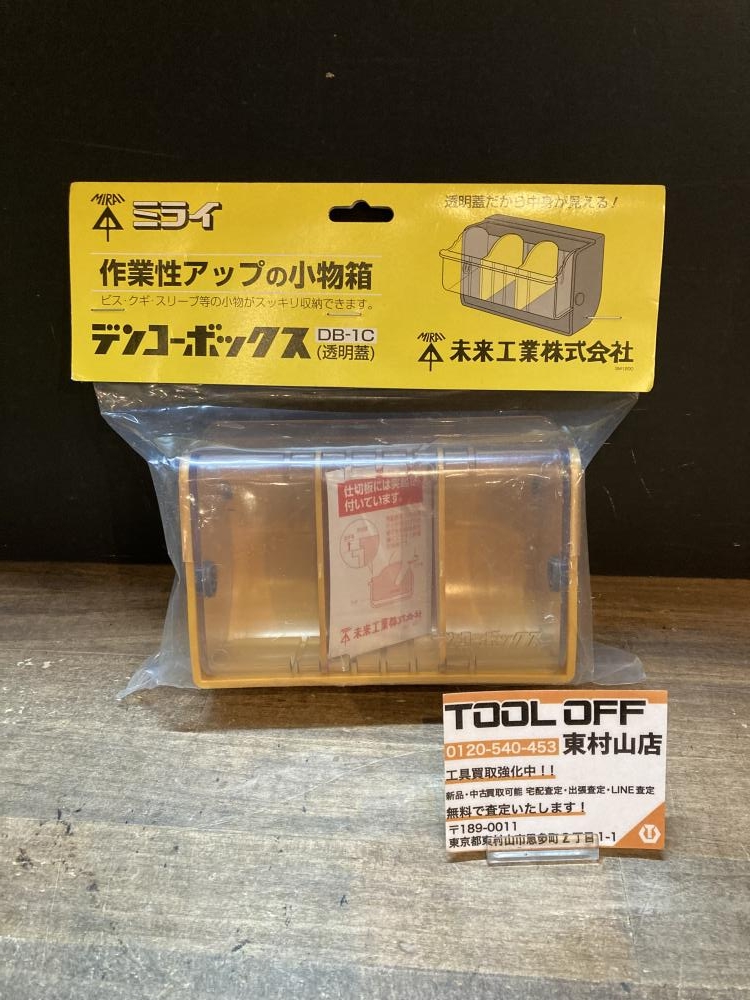 MIRAI
ミライ
透明蓋だから中身が見える!
作業性アップの小物箱
ビス・クギ・スリーブ等の小物がスッキリ収納できます。
デンコーボックス
DB-1C
(透明蓋)
MIRAI
未来工業株式会社
仕切板には
付いています。
未来工業株式会社
コーボックス
TOOL OFF
0120-540-453 東村山店
工具買取強化中!!
新品・中古買取可能 宅配査定・出張査定・LINE査定
無料で査定いたします!
〒189-0011
東京都東村山市恩多町2丁目1-1